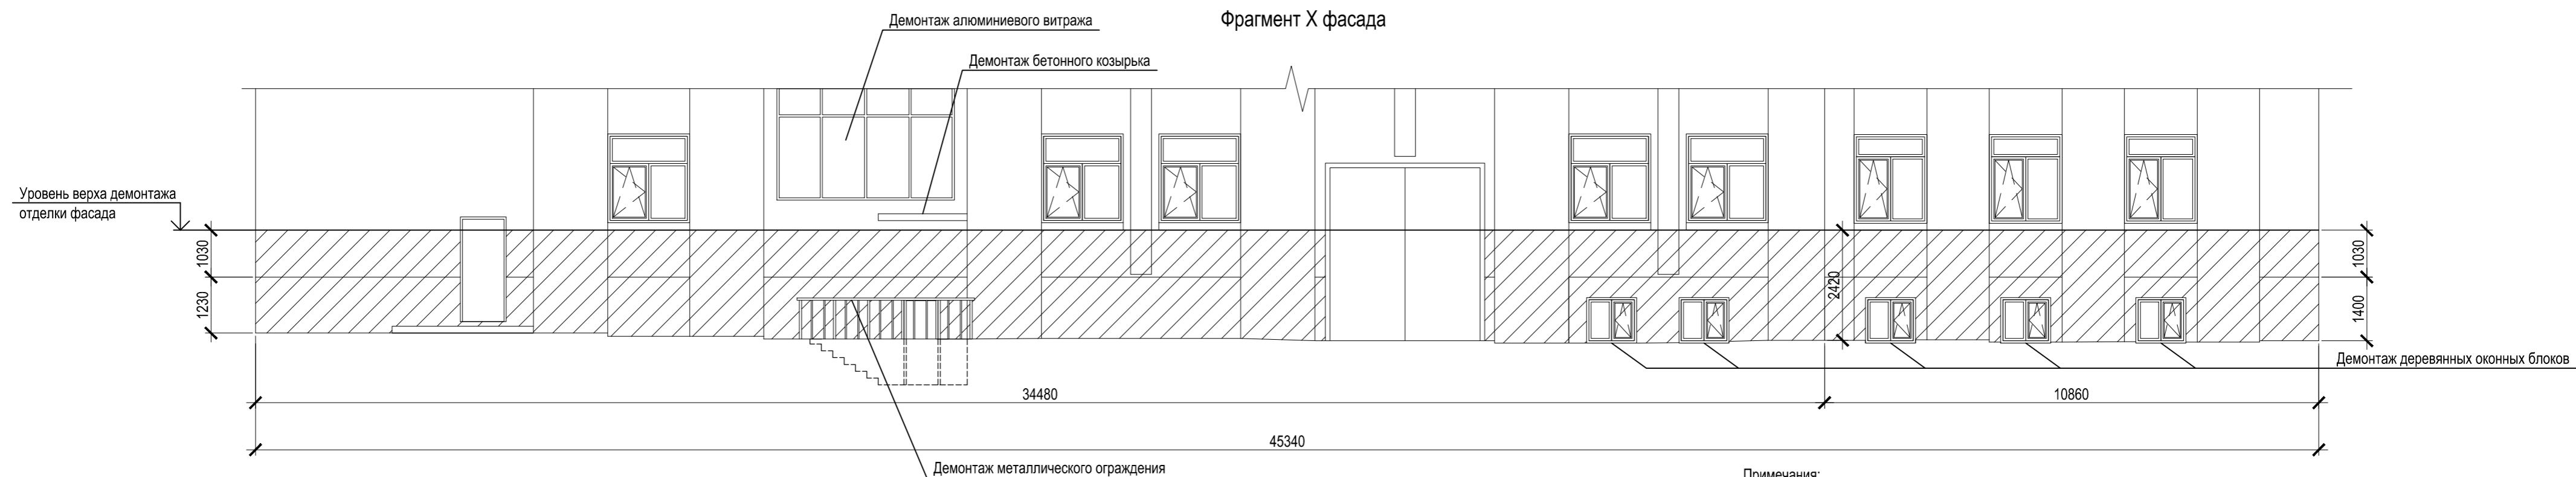 Фрагмент X фасада
Демонтаж алюминиевого витража
Демонтаж бетонного козырька
Уровень верха демонтажа
отделки фасада
1030
1230
2420
1030
1400
Демонтаж деревянных оконных блоков
34480
10860
45340
Демонтаж металлического ограждения
Примечания: